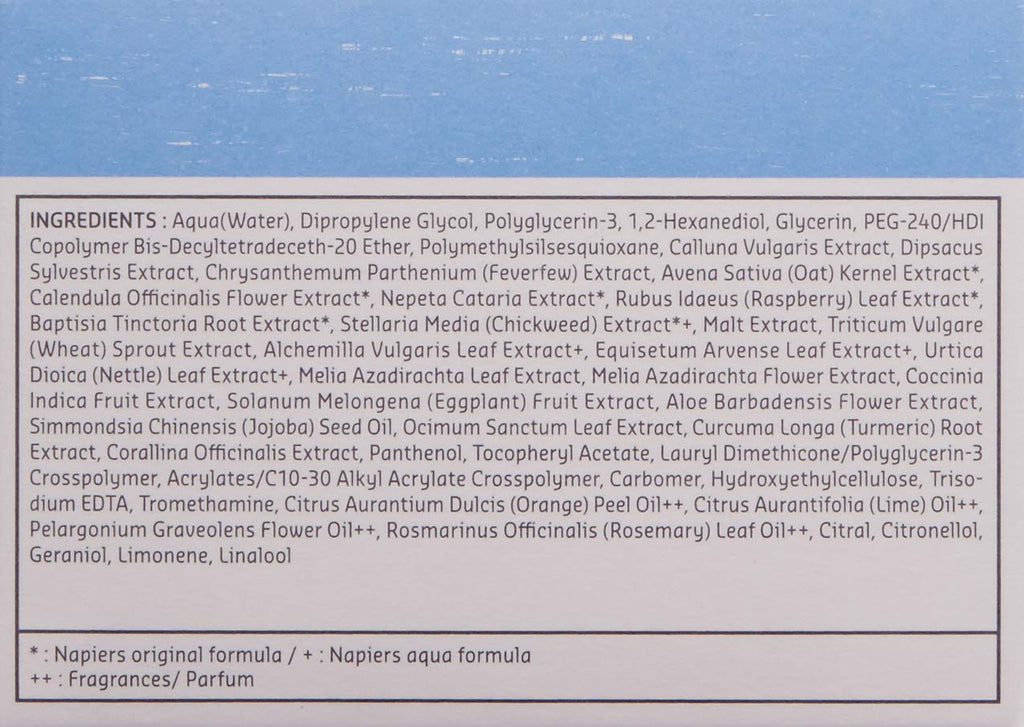 INGREDIENTS : Aqua(Water), Dipropylene Glycol, Polyglycerin-3, 1,2-Hexanediol, Glycerin, PEG-240/HDI
Copolymer Bis-Decyltetradeceth-20 Ether, Polymethylsilsesquioxane, Calluna Vulgaris Extract, Dipsacus
Sylvestris Extract, Chrysanthemum Parthenium (Feverfew) Extract, Avena Sativa (Oat) Kernel Extract*,
Calendula Officinalis Flower Extract*, Nepeta Cataria Extract*, Rubus Idaeus (Raspberry) Leaf Extract*,
Baptisia Tinctoria Root Extract*, Stellaria Media (Chickweed) Extract*+, Malt Extract, Triticum Vulgare
(Wheat) Sprout Extract, Alchemilla Vulgaris Leaf Extract+, Equisetum Arvense Leaf Extract+, Urtica
Dioica (Nettle) Leaf Extract+, Melia Azadirachta Leaf Extract, Melia Azadirachta Flower Extract, Coccinia
Indica Fruit Extract, Solanum Melongena (Eggplant) Fruit Extract, Aloe Barbadensis Flower Extract,
Simmondsia Chinensis (Jojoba) Seed Oil, Ocimum Sanctum Leaf Extract, Curcuma Longa (Turmeric) Root
Extract, Corallina Officinalis Extract, Panthenol, Tocopheryl Acetate, Lauryl Dimethicone/Polyglycerin-3
Crosspolymer, Acrylates/C10-30 Alkyl Acrylate Crosspolymer, Carbomer, Hydroxyethylcellulose, Triso-
dium EDTA, Tromethamine, Citrus Aurantium Dulcis (Orange) Peel Oil++, Citrus Aurantifolia (Lime) Oil++,
Pelargonium Graveolens Flower Oil++, Rosmarinus Officinalis (Rosemary) Leaf Oil++, Citral, Citronellol,
Geraniol, Limonene, Linalool
* : Napiers original formula / + : Napiers aqua formula
++ : Fragrances/ Parfum